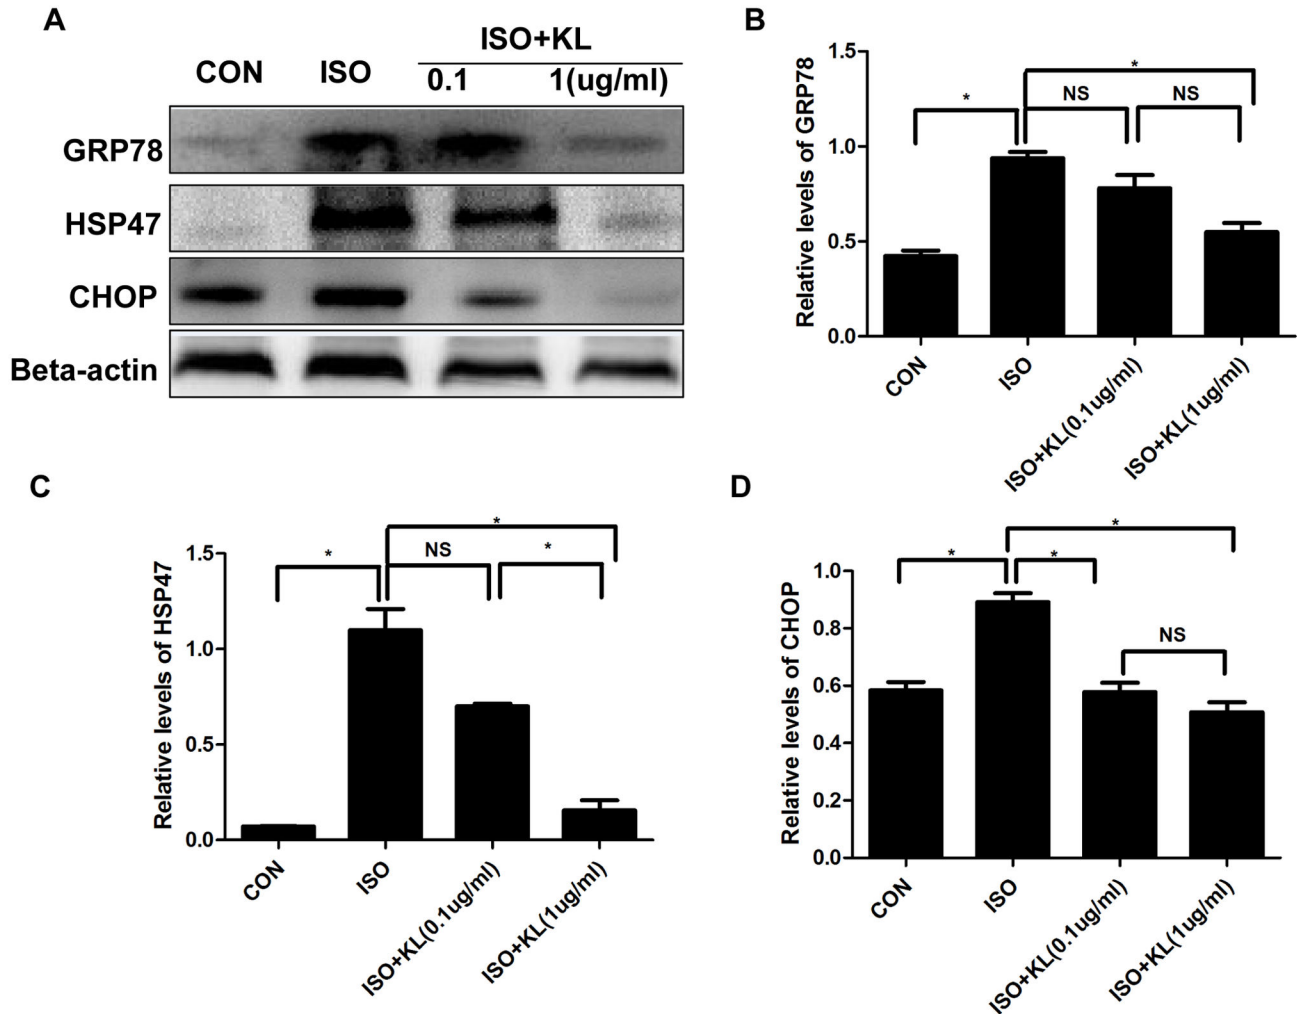 A
ISO+KL
CON ISO 0.1 1(ug/ml)
GRP78
HSP47
CHOP
Beta-actin
B
Relative levels of GRP78
1.5
1.0
0.5
0.0
*
NS
NS
*
CON
ISO
ISO+KL(0.1ug/ml)
ISO+KL(1ug/ml)
C
Relative levels of HSP47
1.5
1.0
0.5
0.0
*
*
NS
*
CON
ISO
ISO+KL(0.1ug/ml)
ISO+KL(1ug/ml)
D
Relative levels of CHOP
1.0
0.8
0.6
0.4
0.2
0.0
*
*
*
NS
CON
ISO
ISO+KL(0.1ug/ml)
ISO+KL(1ug/ml)